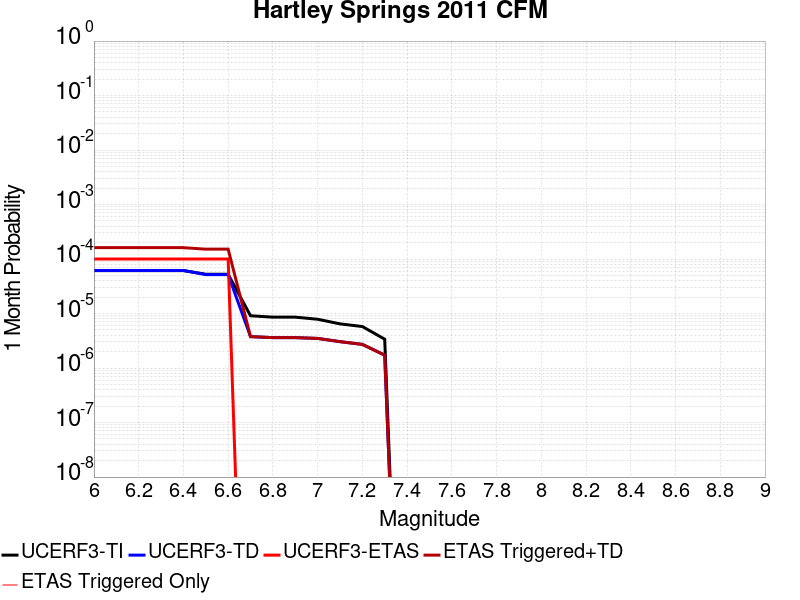 Hartley Springs 2011 CFM
10^0
10^-1
10^-2
10^-3
10^-4
10^-5
10^-6
10^-7
10^-8
1 Month Probability
6 6.2 6.4 6.6 6.8 7 7.2 7.4 7.6 7.8 8 8.2 8.4 8.6 8.8 9
Magnitude
UCERF3-TI UCERF3-TD UCERF3-ETAS ETAS Triggered+TD
ETAS Triggered Only